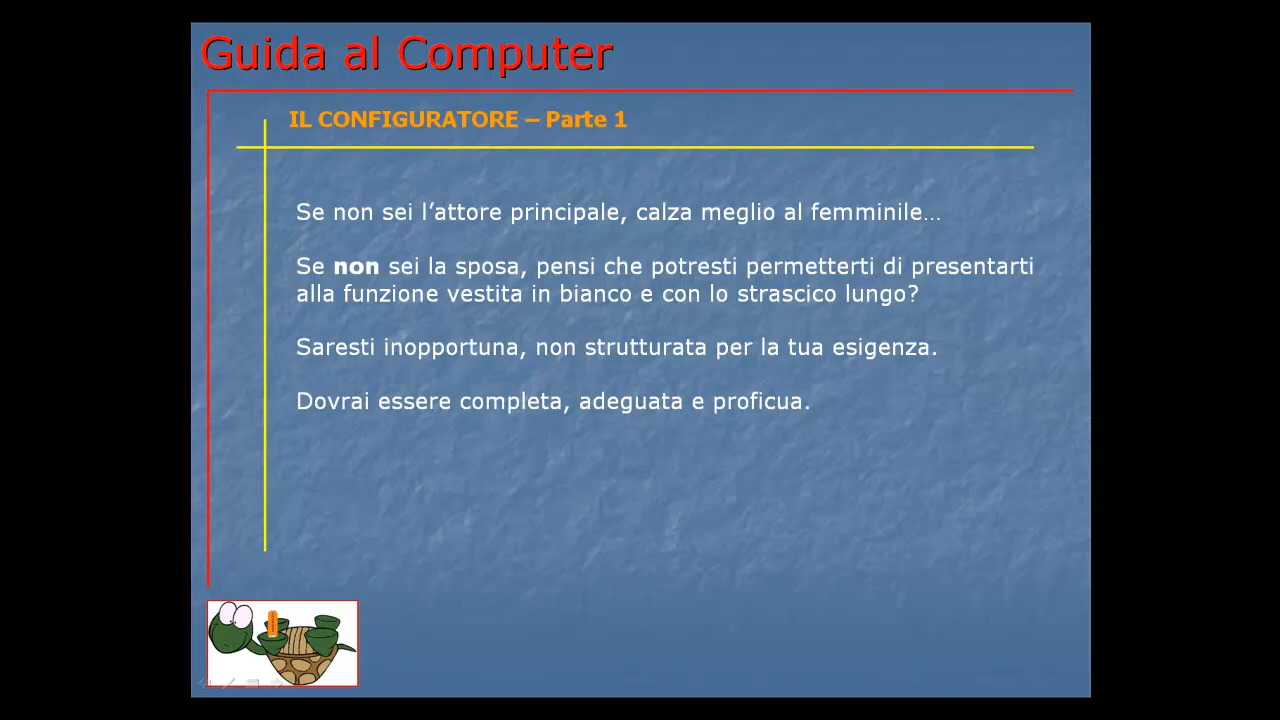 Guida al Computer
IL CONFIGURATORE – Parte 1
Se non sei l’attore principale, calza meglio al femminile…
Se non sei la sposa, pensi che potresti permetterti di presentarti
alla funzione vestita in bianco e con lo strascico lungo?
Saresti inopportuna, non strutturata per la tua esigenza.
Dovrai essere completa, adeguata e proficua.